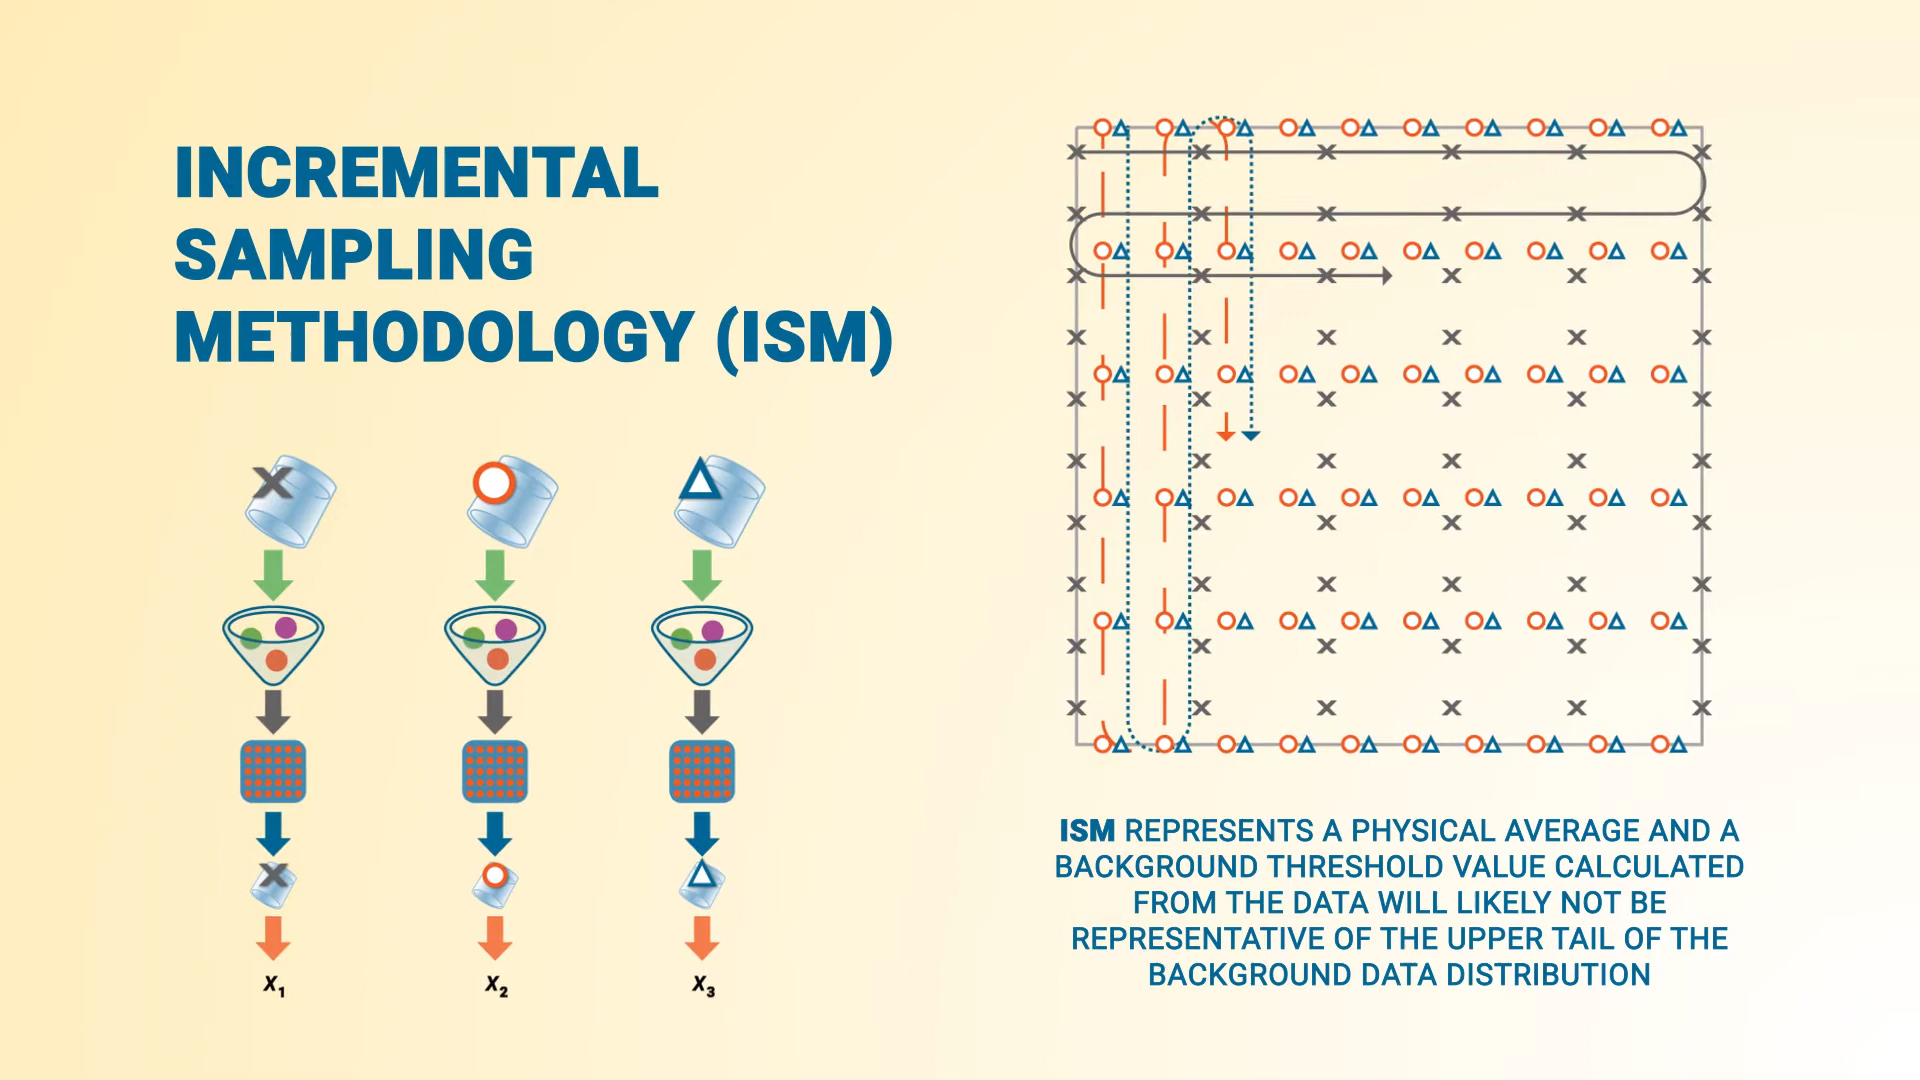 INCREMENTAL
SAMPLING
METHODOLOGY (ISM)
X₁
X₂
X₃
ISM REPRESENTS A PHYSICAL AVERAGE AND A
BACKGROUND THRESHOLD VALUE CALCULATED
FROM THE DATA WILL LIKELY NOT BE
REPRESENTATIVE OF THE UPPER TAIL OF THE
BACKGROUND DATA DISTRIBUTION